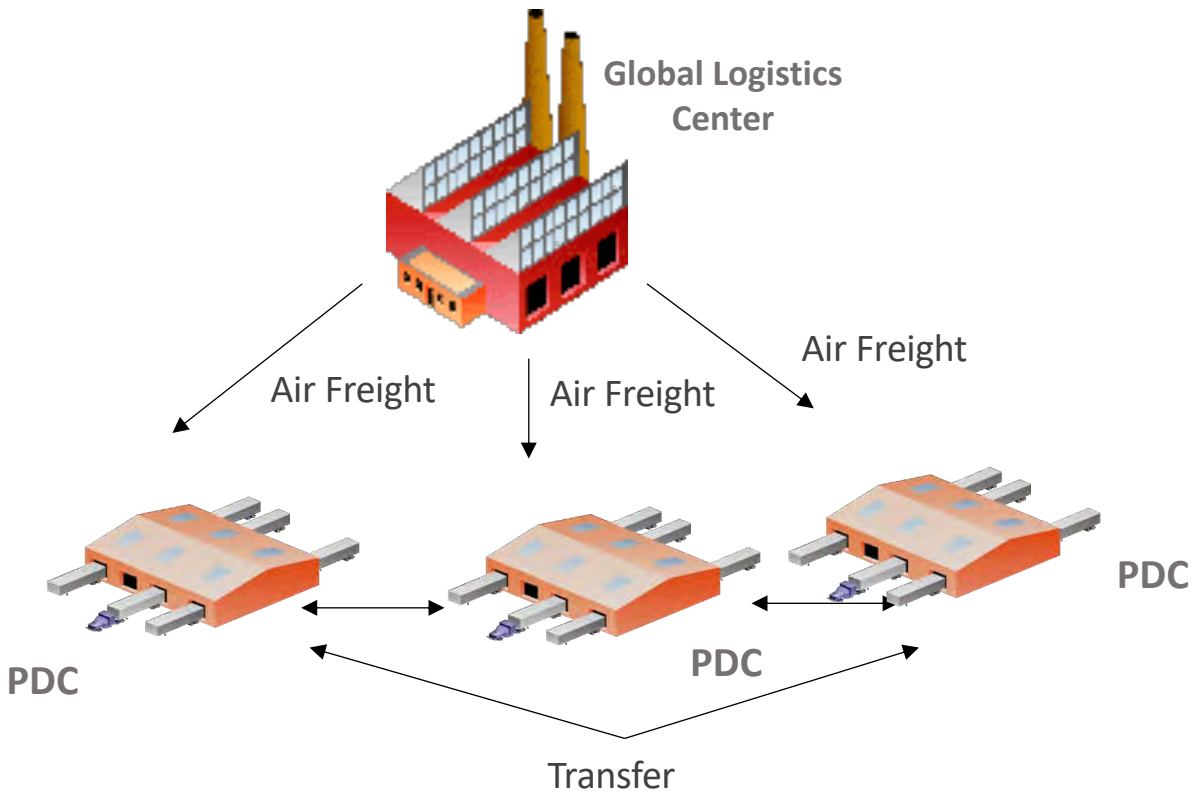 Global Logistics
Center
Air Freight
Air Freight
Air Freight
PDC
PDC
PDC
Transfer